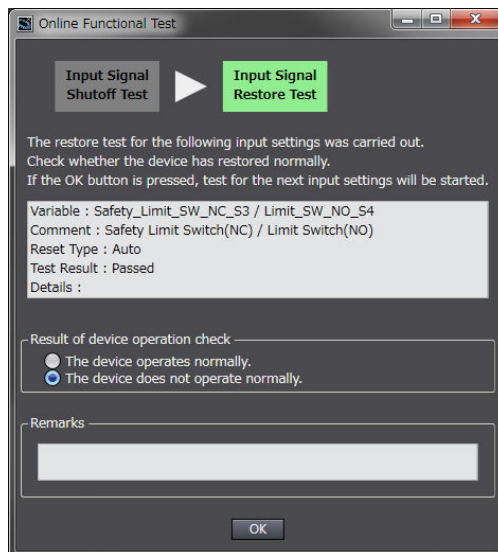 Online Functional Test
Input Signal
Shutoff Test
Input Signal
Restore Test
The restore test for the following input settings was carried out.
Check whether the device has restored normally.
If the OK button is pressed, test for the next input settings will be started.
Variable : Safety_Limit_SW_NC_S3 / Limit_SW_NO_S4
Comment : Safety Limit Switch(NC) / Limit Switch(NO)
Reset Type : Auto
Test Result : Passed
Details :
Result of device operation check
The device operates normally.
The device does not operate normally.
Remarks
OK